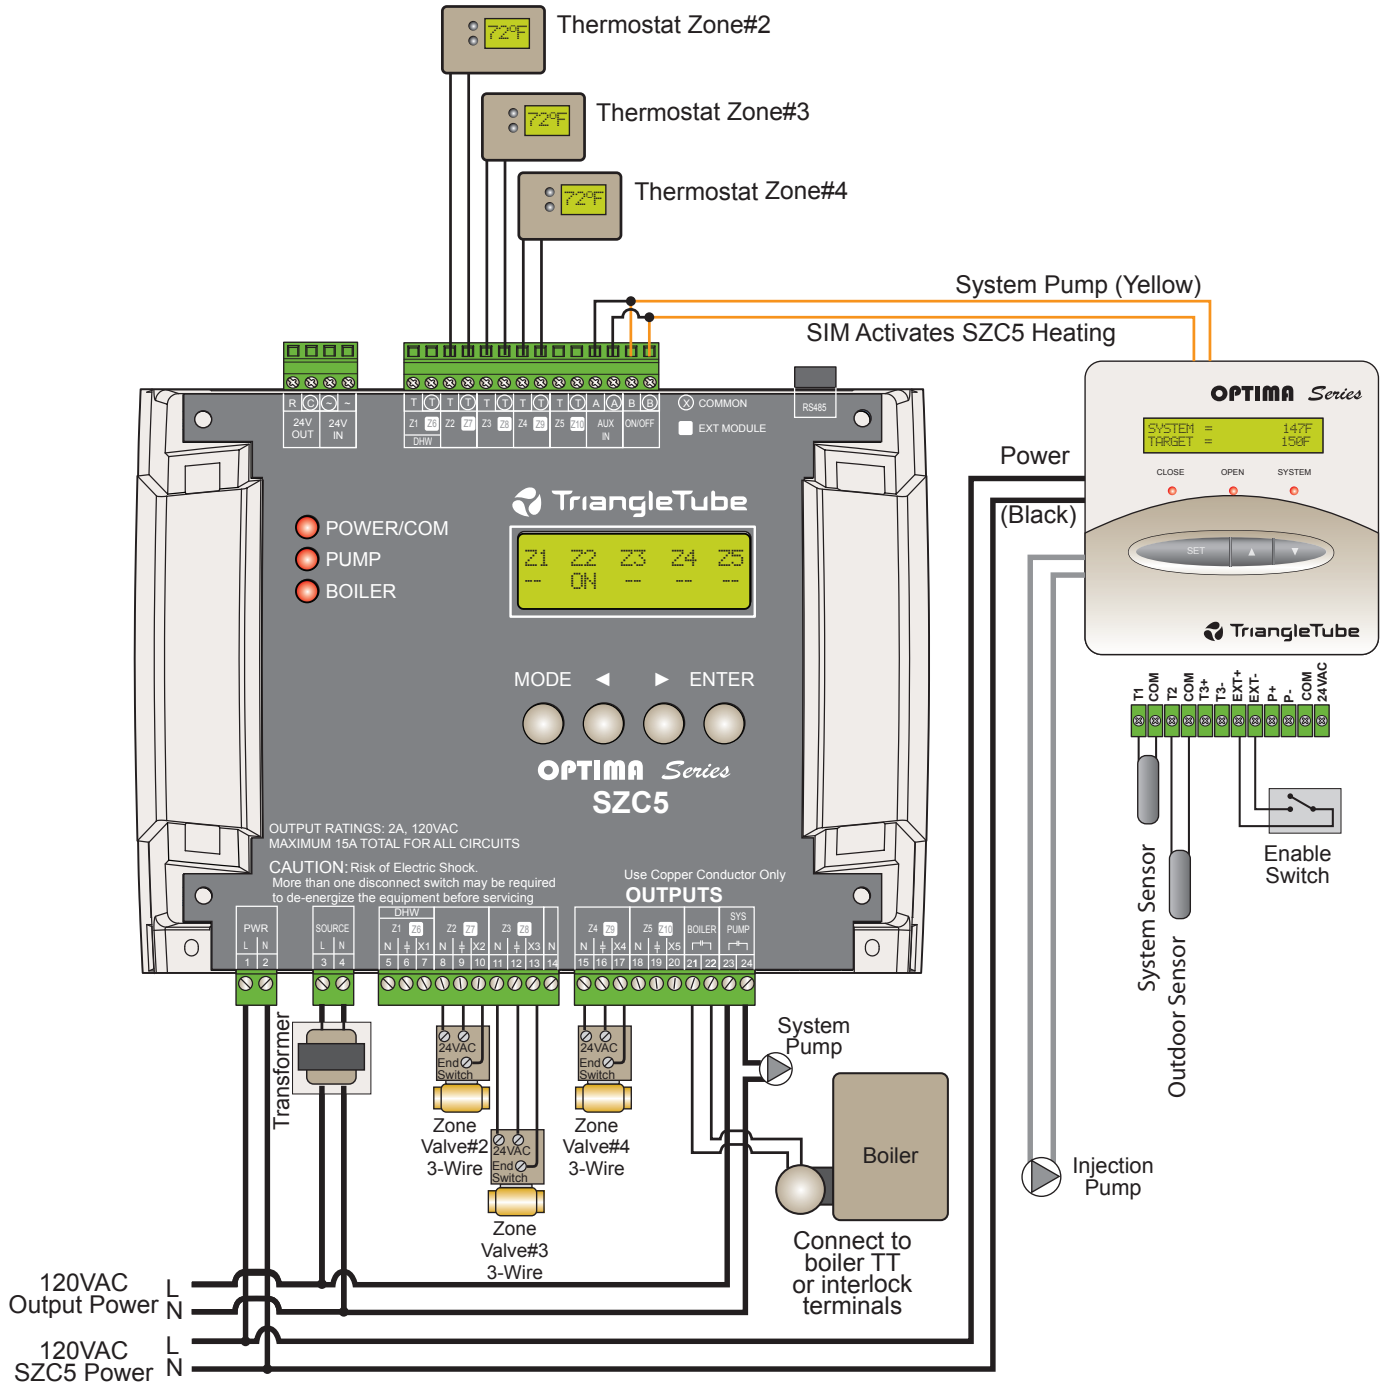 72°F
Thermostat Zone#2
72°F
Thermostat Zone#3
72°F
Thermostat Zone#4
System Pump (Yellow)
SIM Activates SZC5 Heating
R C ~ ~
24V OUT
24V IN
T T T T T T T T T T A A B B
Z1 Z6 Z2 Z7 Z3 Z8 Z4 Z9 Z5 Z10 AUX IN ON/OFF
DHW
X COMMON
EXT MODULE
RS485
OPTIMA Series
SYSTEM = 147F
TARGET = 150F
CLOSE OPEN SYSTEM
SET ▲ ▼
TriangleTube
Power
(Black)
TriangleTube
POWER/COM
PUMP
BOILER
Z1 Z2 Z3 Z4 Z5
-- ON -- -- --
MODE ◄ ► ENTER
OPTIMA Series
SZC5
T1 COM T2 COM T3+ T3- EXT+ EXT- P+ P- COM 24VAC
System Sensor
Outdoor Sensor
Enable
Switch
OUTPUT RATINGS: 2A, 120VAC
MAXIMUM 15A TOTAL FOR ALL CIRCUITS
CAUTION: Risk of Electric Shock.
More than one disconnect switch may be required
to de-energize the equipment before servicing
Use Copper Conductor Only
OUTPUTS
PWR
L N
1 2
SOURCE
L N
3 4
DHW
Z1 Z6 Z2 Z7 Z3 Z8
N X1 N X2 N X3 N
5 6 7 8 9 10 11 12 13 14
Z4 Z9 Z5 Z10 BOILER SYS PUMP
N X4 N X5
15 16 17 18 19 20 21 22 23 24
Transformer
24VAC
End
Switch
Zone
Valve#2
3-Wire
24VAC
End
Switch
Zone
Valve#3
3-Wire
24VAC
End
Switch
Zone
Valve#4
3-Wire
System
Pump
Boiler
Connect to
boiler TT
or interlock
terminals
Injection
Pump
120VAC
Output Power
L
N
120VAC
SZC5 Power
L
N